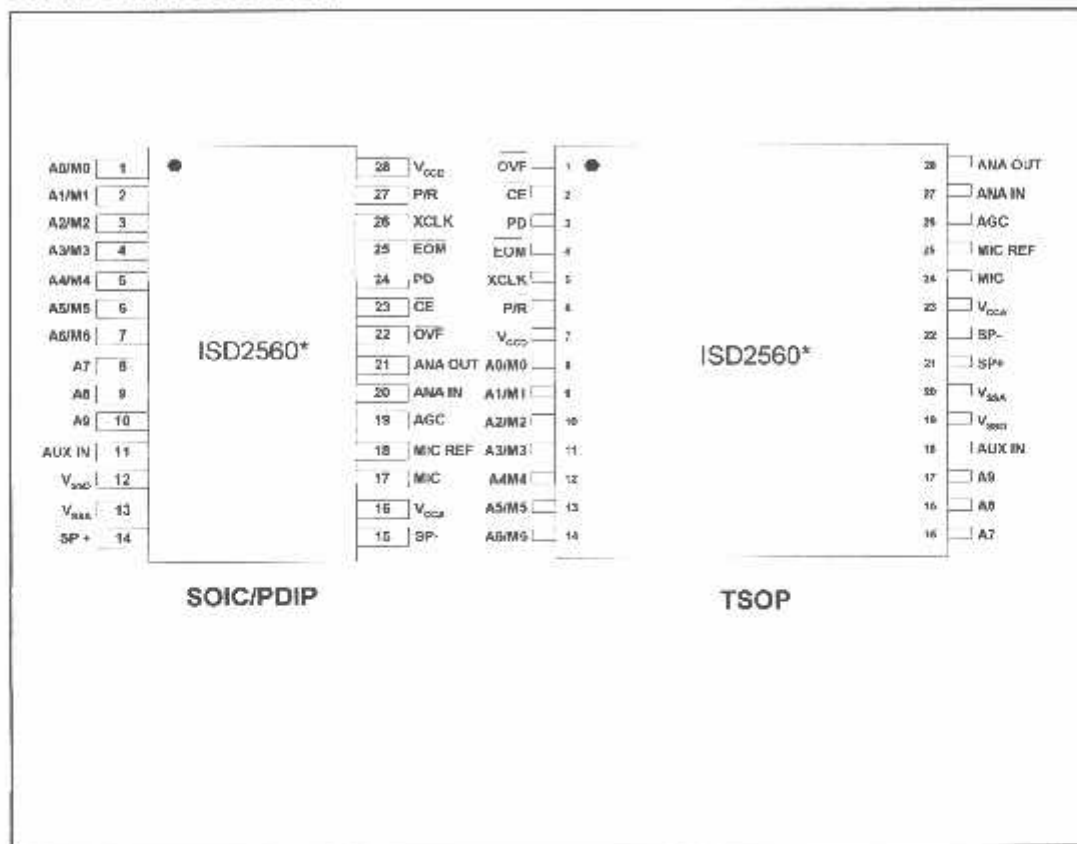 A0/M0 1 28 VCCD
A1/M1 2 27 P/R
A2/M2 3 26 XCLK
A3/M3 4 25 EOM
A4/M4 5 24 PD
A5/M5 6 23 CE
A6/M6 7 22 OVF
A7 8 21 ANA OUT
A8 9 20 ANA IN
A9 10 19 AGC
AUX IN 11 18 MIC REF
VSSD 12 17 MIC
VSSA 13 16 VCCA
SP + 14 15 SP-
ISD2560*
SOIC/PDIP
OVF 1 28 ANA OUT
CE 2 27 ANA IN
PD 3 26 AGC
EOM 4 25 MIC REF
XCLK 5 24 MIC
P/R 6 23 VCCA
VCCD 7 22 SP-
A0/M0 8 21 SP+
A1/M1 9 20 VSSA
A2/M2 10 19 VSSD
A3/M3 11 18 AUX IN
A4M4 12 17 A9
A5/M5 13 16 A8
A6/M6 14 15 A7
ISD2560*
TSOP